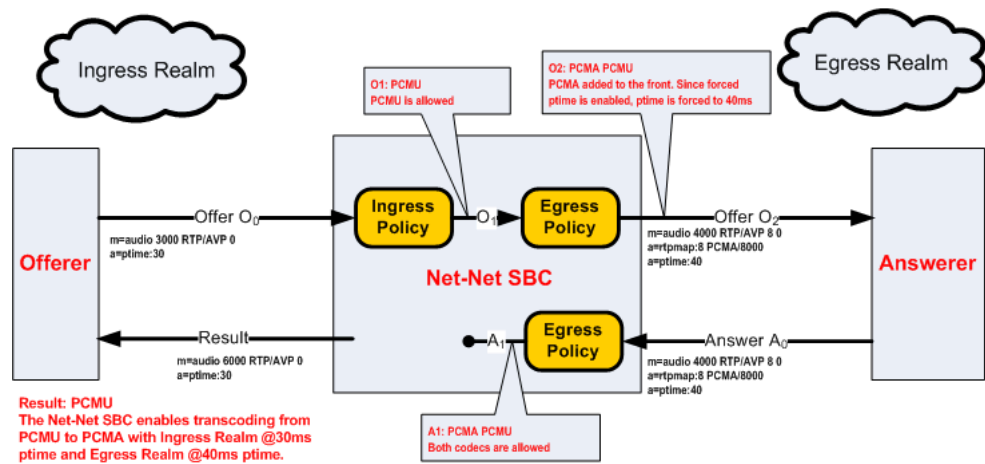 Ingress Realm
Egress Realm
O1: PCMU
PCMU is allowed
O2: PCMA PCMU
PCMA added to the front. Since forced
ptime is enabled, ptime is forced to 40ms
Offerer
Offer O0
m=audio 3000 RTP/AVP 0
a=ptime:30
Ingress
Policy
O1
Egress
Policy
Offer O2
m=audio 4000 RTP/AVP 8 0
a=rtpmap:8 PCMA/8000
a=ptime:40
Answerer
Net-Net SBC
Result
m=audio 6000 RTP/AVP 0
a=ptime:30
A1
Egress
Policy
Answer A0
m=audio 4000 RTP/AVP 8 0
a=rtpmap:8 PCMA/8000
a=ptime:40
Result: PCMU
The Net-Net SBC enables transcoding from
PCMU to PCMA with Ingress Realm @30ms
ptime and Egress Realm @40ms ptime.
A1: PCMA PCMU
Both codecs are allowed